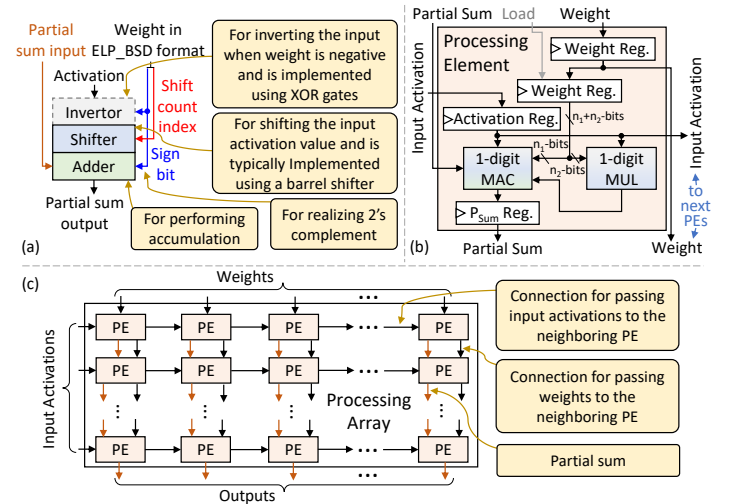 (a)
Partial
sum input
Weight in
ELP_BSD format
Activation
Invertor
Shifter
Adder
Partial sum
output
Shift
count
index
Sign
bit
For inverting the input
when weight is negative
and is implemented
using XOR gates
For shifting the input
activation value and is
typically Implemented
using a barrel shifter
For performing
accumulation
For realizing 2's
complement
Partial Sum
Load
Weight
Processing
Element
Weight Reg.
Weight Reg.
Input Activation
Activation Reg.
n1+n2-bits
n1-bits
n2-bits
1-digit
MAC
1-digit
MUL
PSum Reg.
Input Activation
to
next
PEs
(b)
Partial Sum
Weight
(c)
Weights
Input Activations
PE
PE
PE
...
PE
PE
PE
PE
...
PE
...
...
...
...
Processing
Array
PE
PE
PE
...
PE
...
...
Outputs
Connection for passing
input activations to the
neighboring PE
Connection for passing
weights to the
neighboring PE
Partial sum